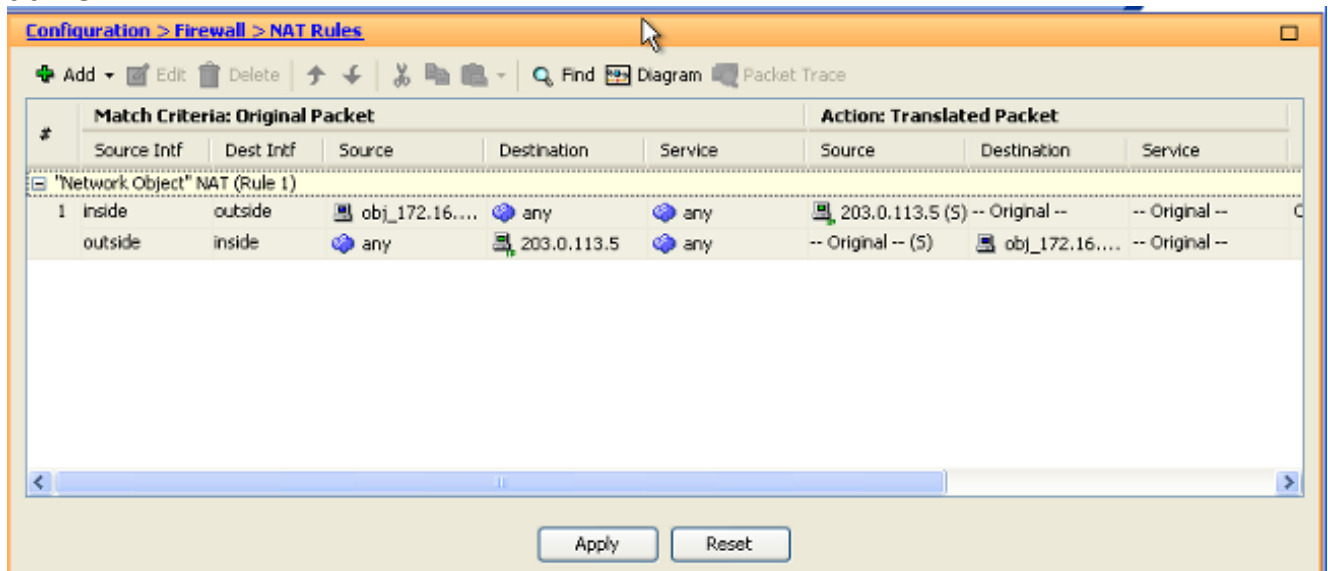 Configuration > Firewall > NAT Rules
Add Edit Delete Find Diagram Packet Trace
# Match Criteria: Original Packet Action: Translated Packet
Source Intf Dest Intf Source Destination Service Source Destination Service
"Network Object" NAT (Rule 1)
1 inside outside obj_172.16.... any any 203.0.113.5 (S) -- Original -- -- Original --
outside inside any 203.0.113.5 any -- Original -- (S) obj_172.16.... -- Original --
Apply Reset